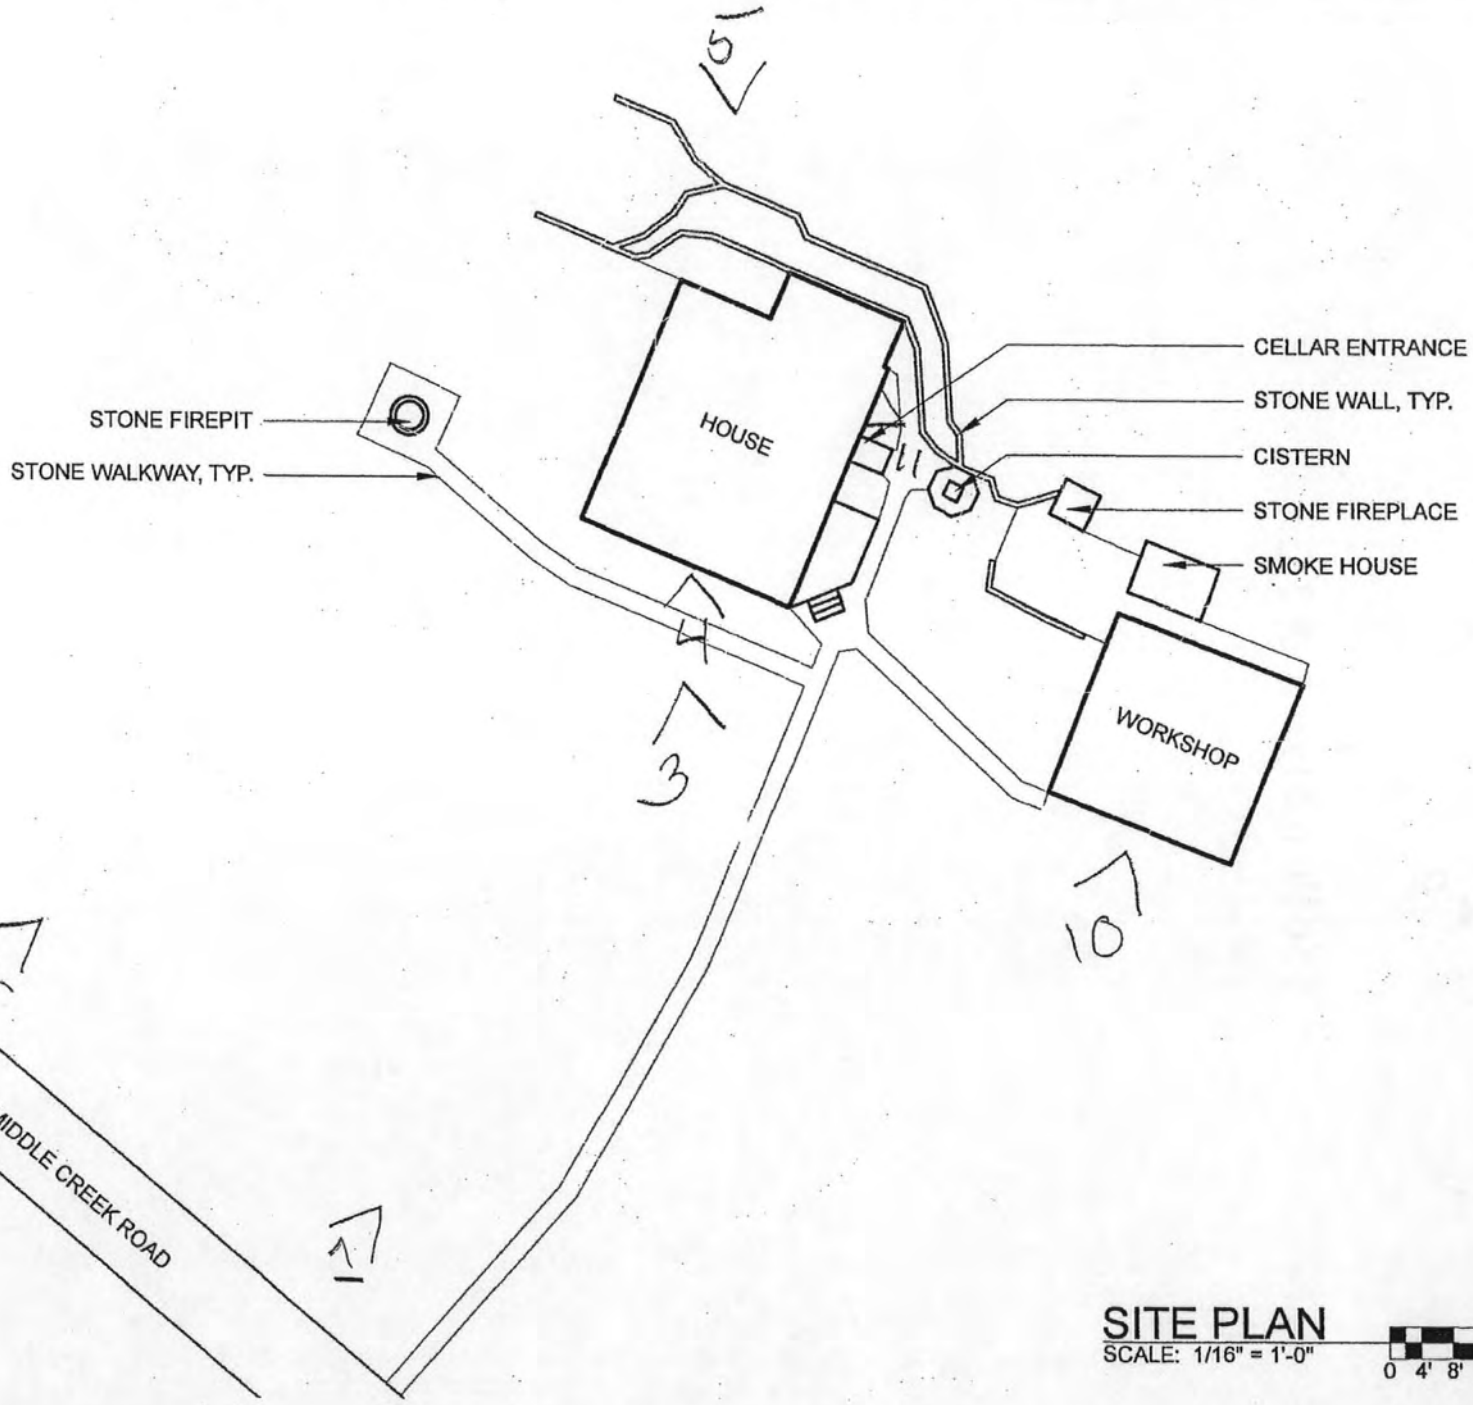 5
CELLAR ENTRANCE
STONE WALL, TYP.
STONE FIREPIT
HOUSE
CISTERN
STONE WALKWAY, TYP.
11
STONE FIREPLACE
SMOKE HOUSE
4
WORKSHOP
3
10
MIDDLE CREEK ROAD
SITE PLAN
SCALE: 1/16" = 1'-0"
0 4' 8'